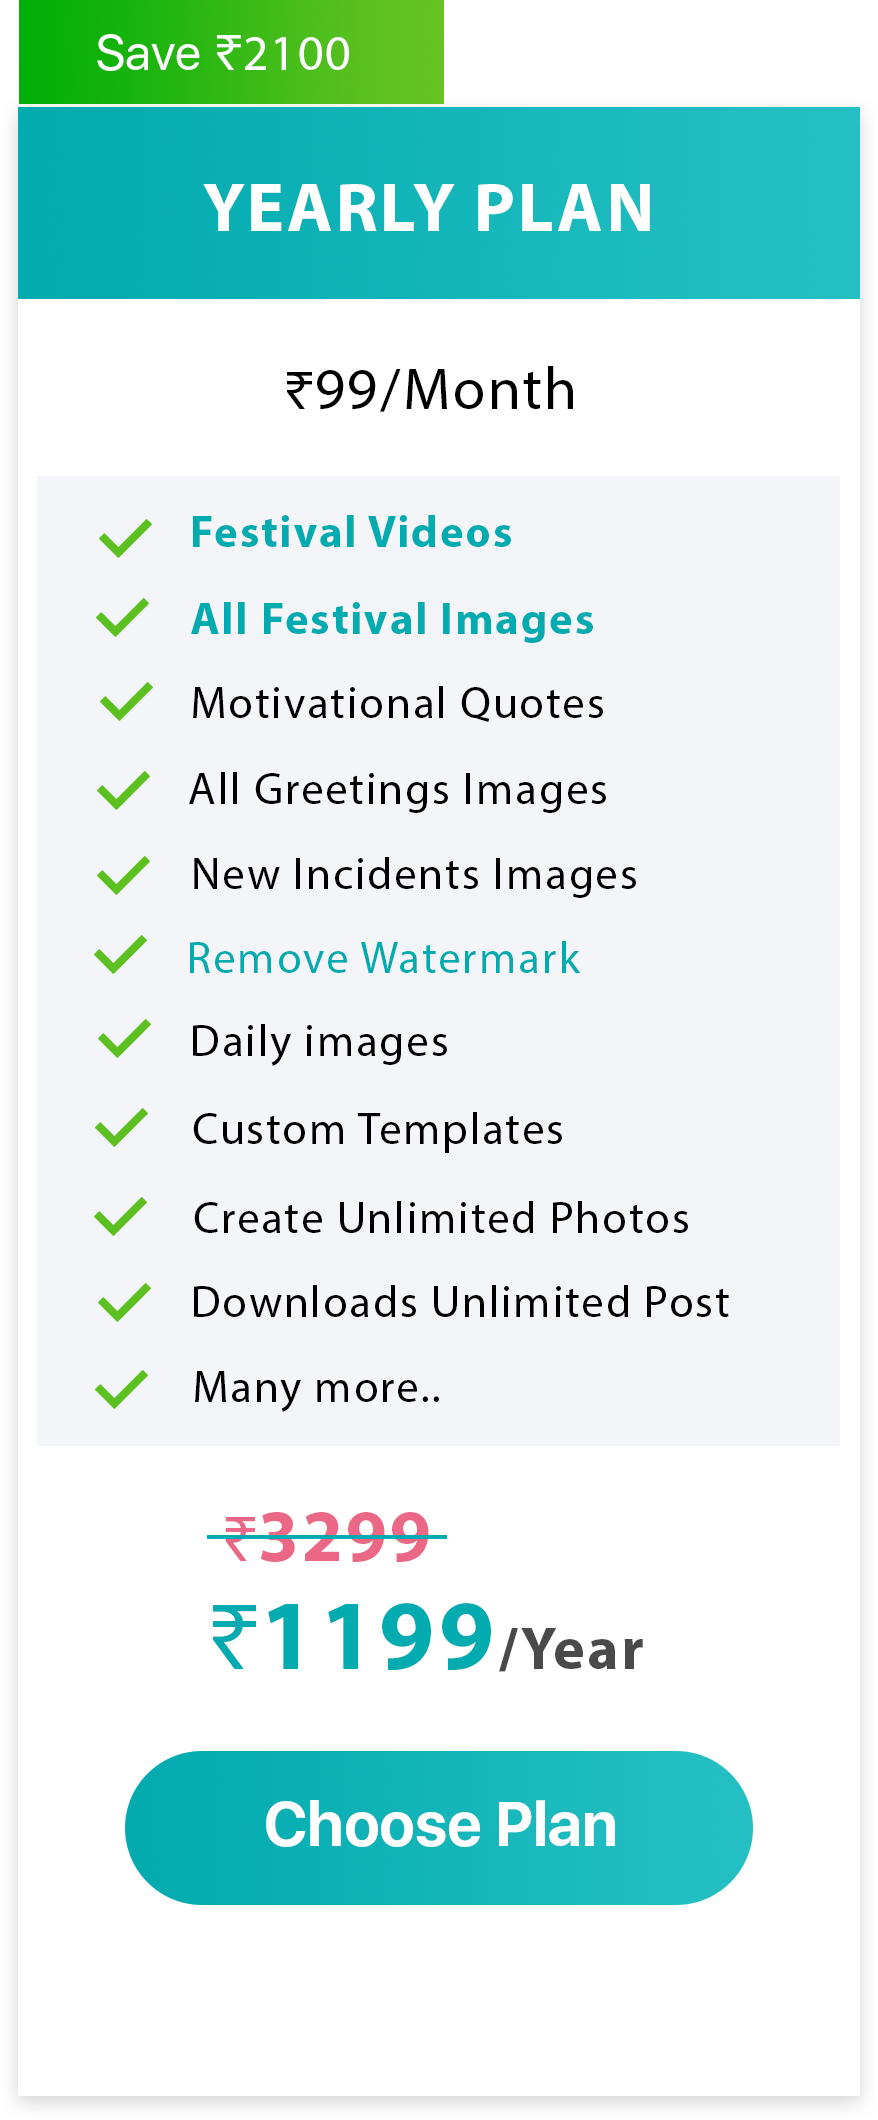 Save ₹2100
YEARLY PLAN
₹99/Month
Festival Videos
All Festival Images
Motivational Quotes
All Greetings Images
New Incidents Images
Remove Watermark
Daily images
Custom Templates
Create Unlimited Photos
Downloads Unlimited Post
Many more..
₹3299
₹1199/Year
Choose Plan